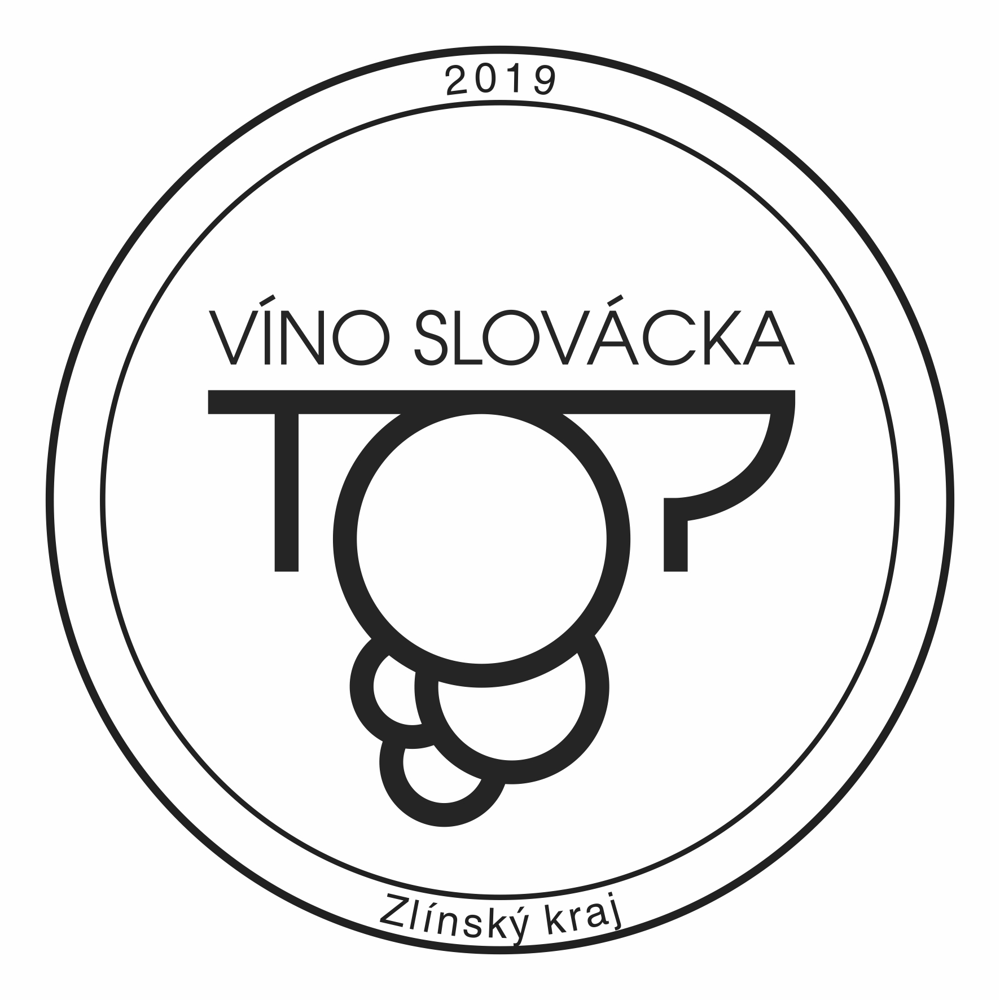 2019
VÍNO SLOVÁCKA
TOP
Zlínský kraj